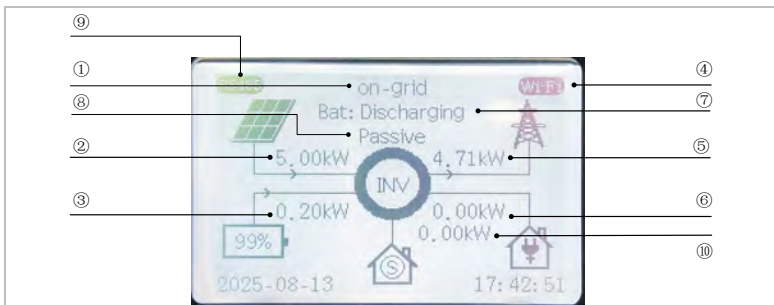 ⑨
① on-grid Wi-Fi ④
Bat: Discharging ⑦
⑧ Passive
② 5.00kW 4.71kW ⑤
INV
③ 0.20kW 0.00kW ⑥
0.00kW ⑩
99% S
2025-08-13 17:42:51